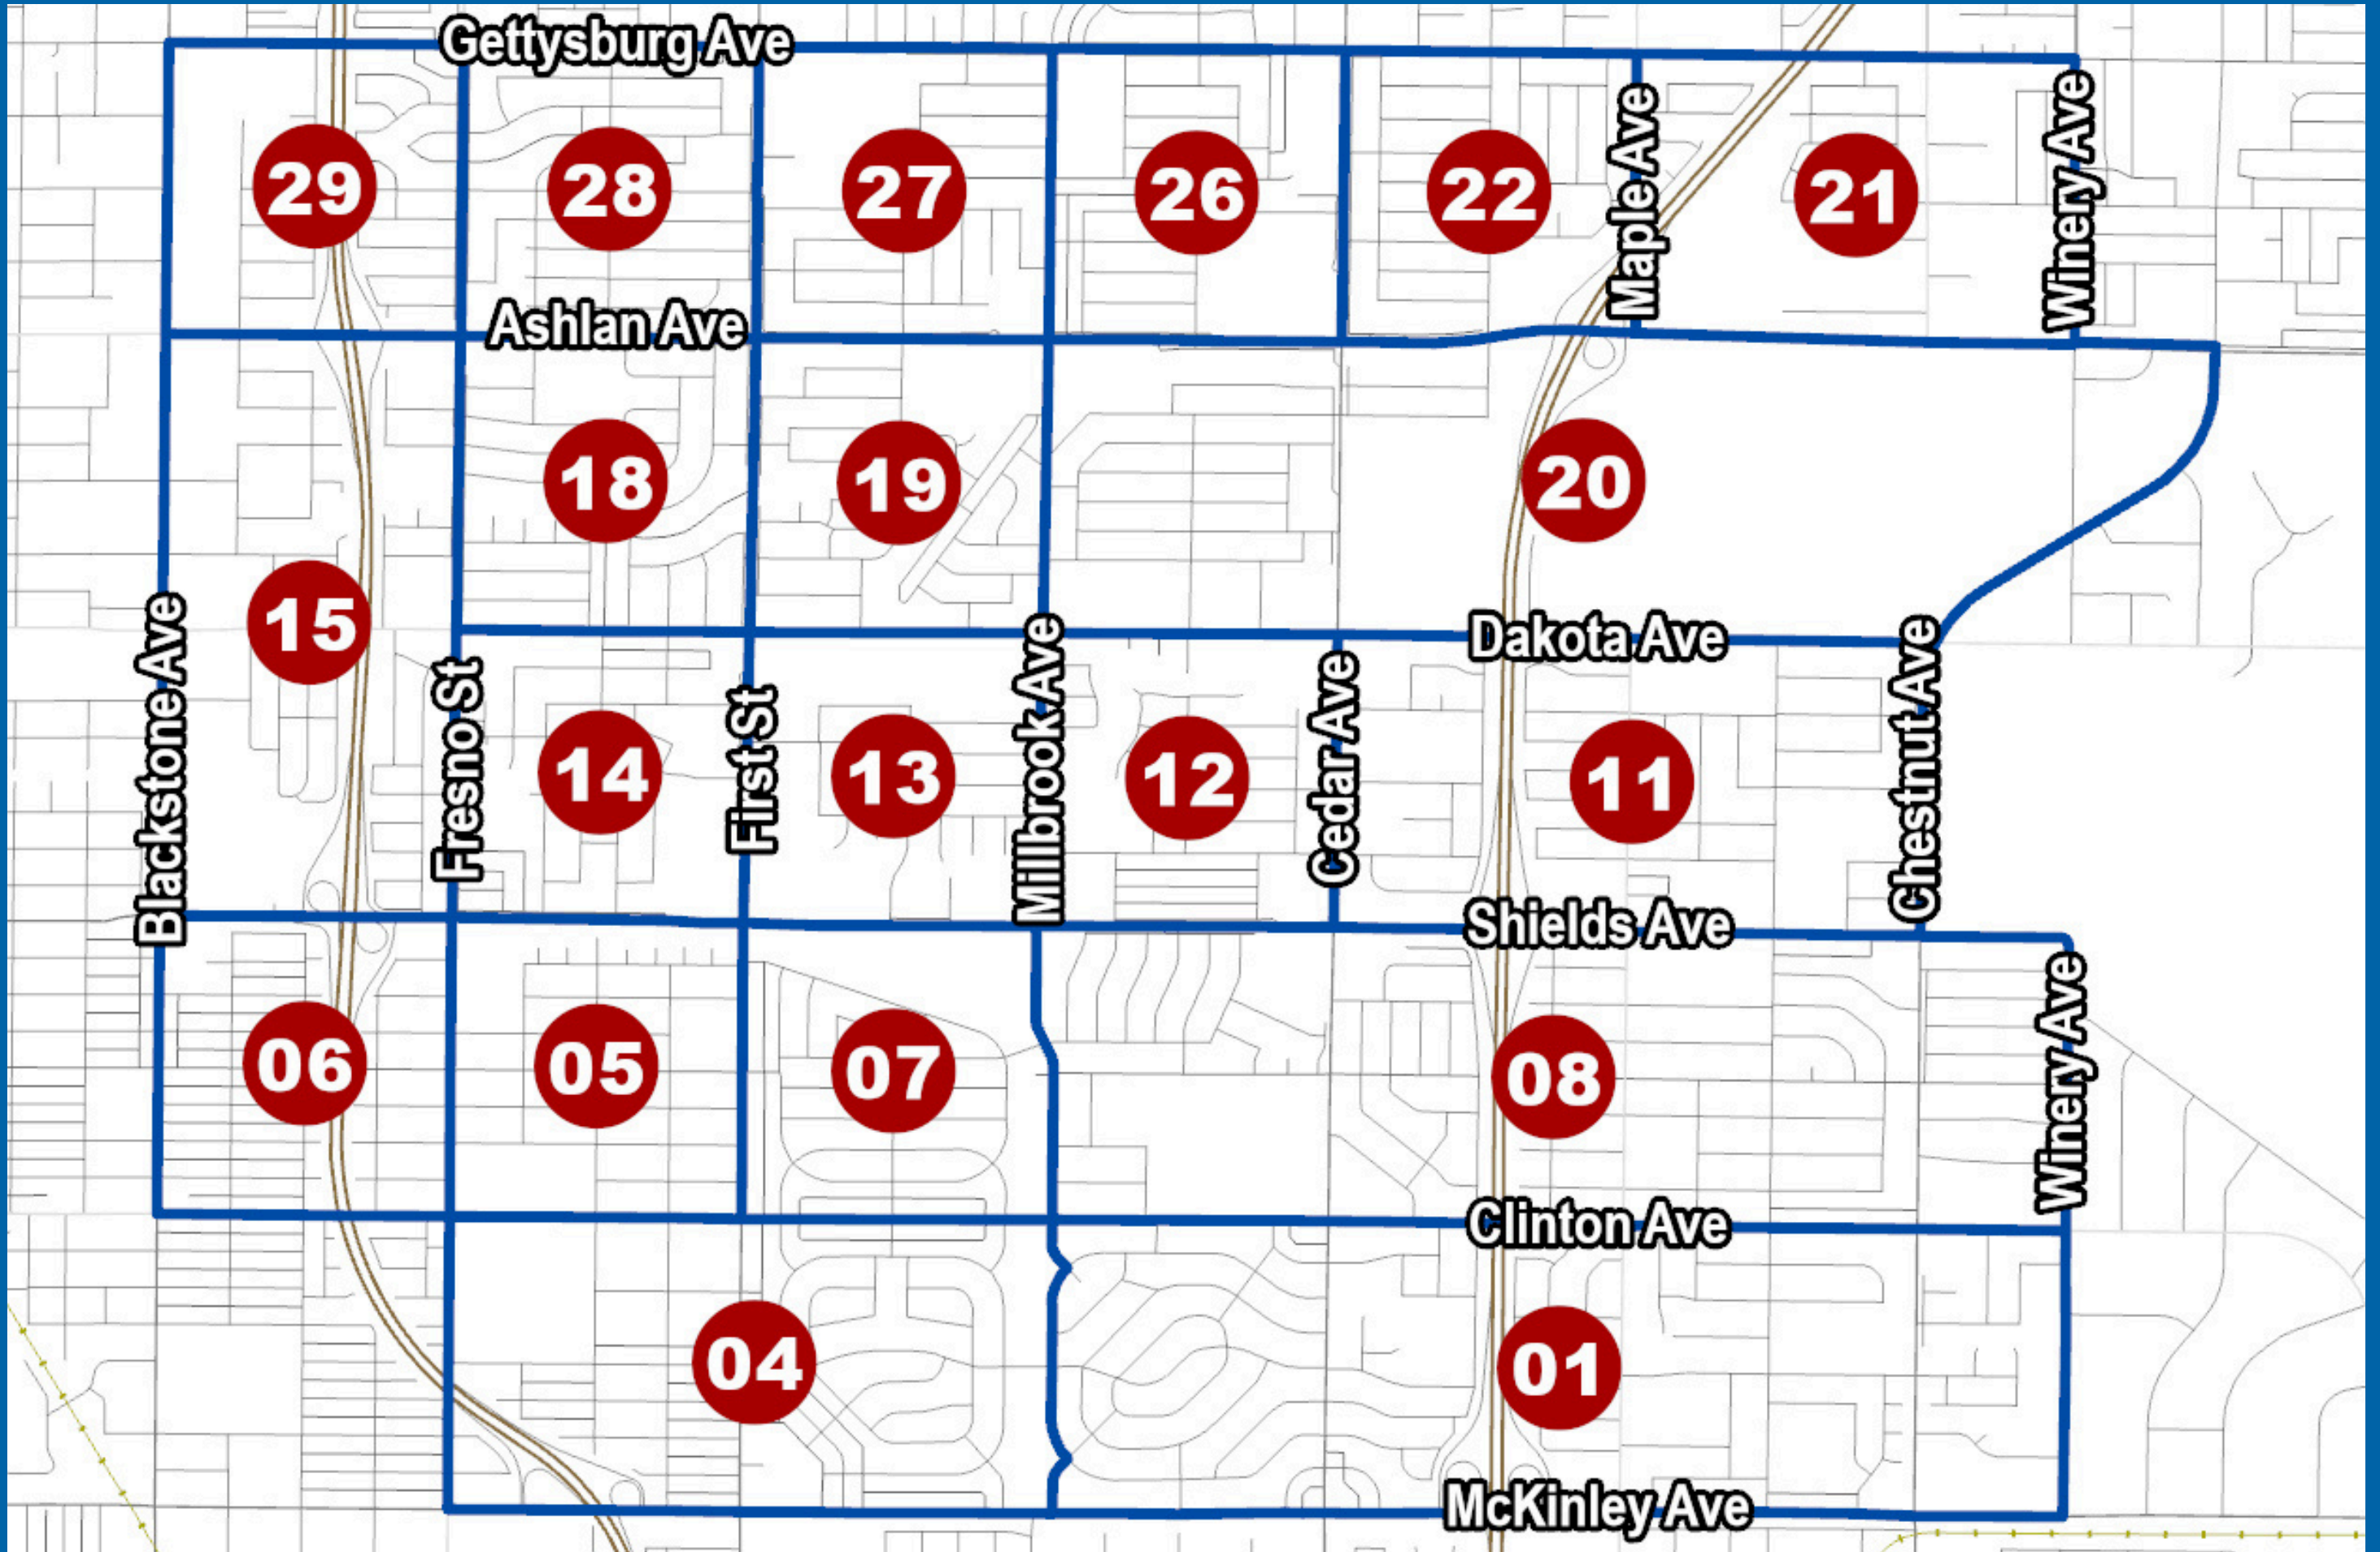 Gettysburg Ave
29
28
27
26
22
Maple Ave
21
Winery Ave
Ashlan Ave
18
19
20
15
Blackstone Ave
Fresno St
First St
Millbrook Ave
Cedar Ave
Dakota Ave
Chestnut Ave
14
13
12
11
Shields Ave
06
05
07
08
Winery Ave
Clinton Ave
04
01
McKinley Ave